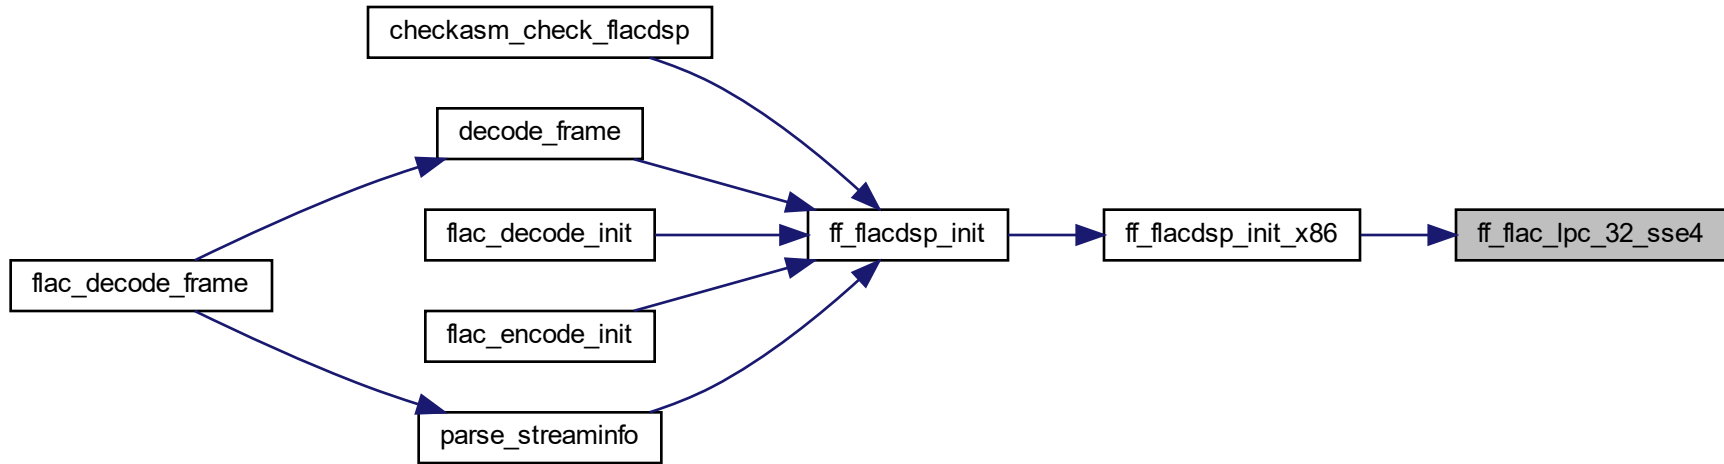 checkasm_check_flacdsp
decode_frame
flac_decode_init
ff_flacdsp_init
ff_flacdsp_init_x86
ff_flac_lpc_32_sse4
flac_decode_frame
flac_encode_init
parse_streaminfo